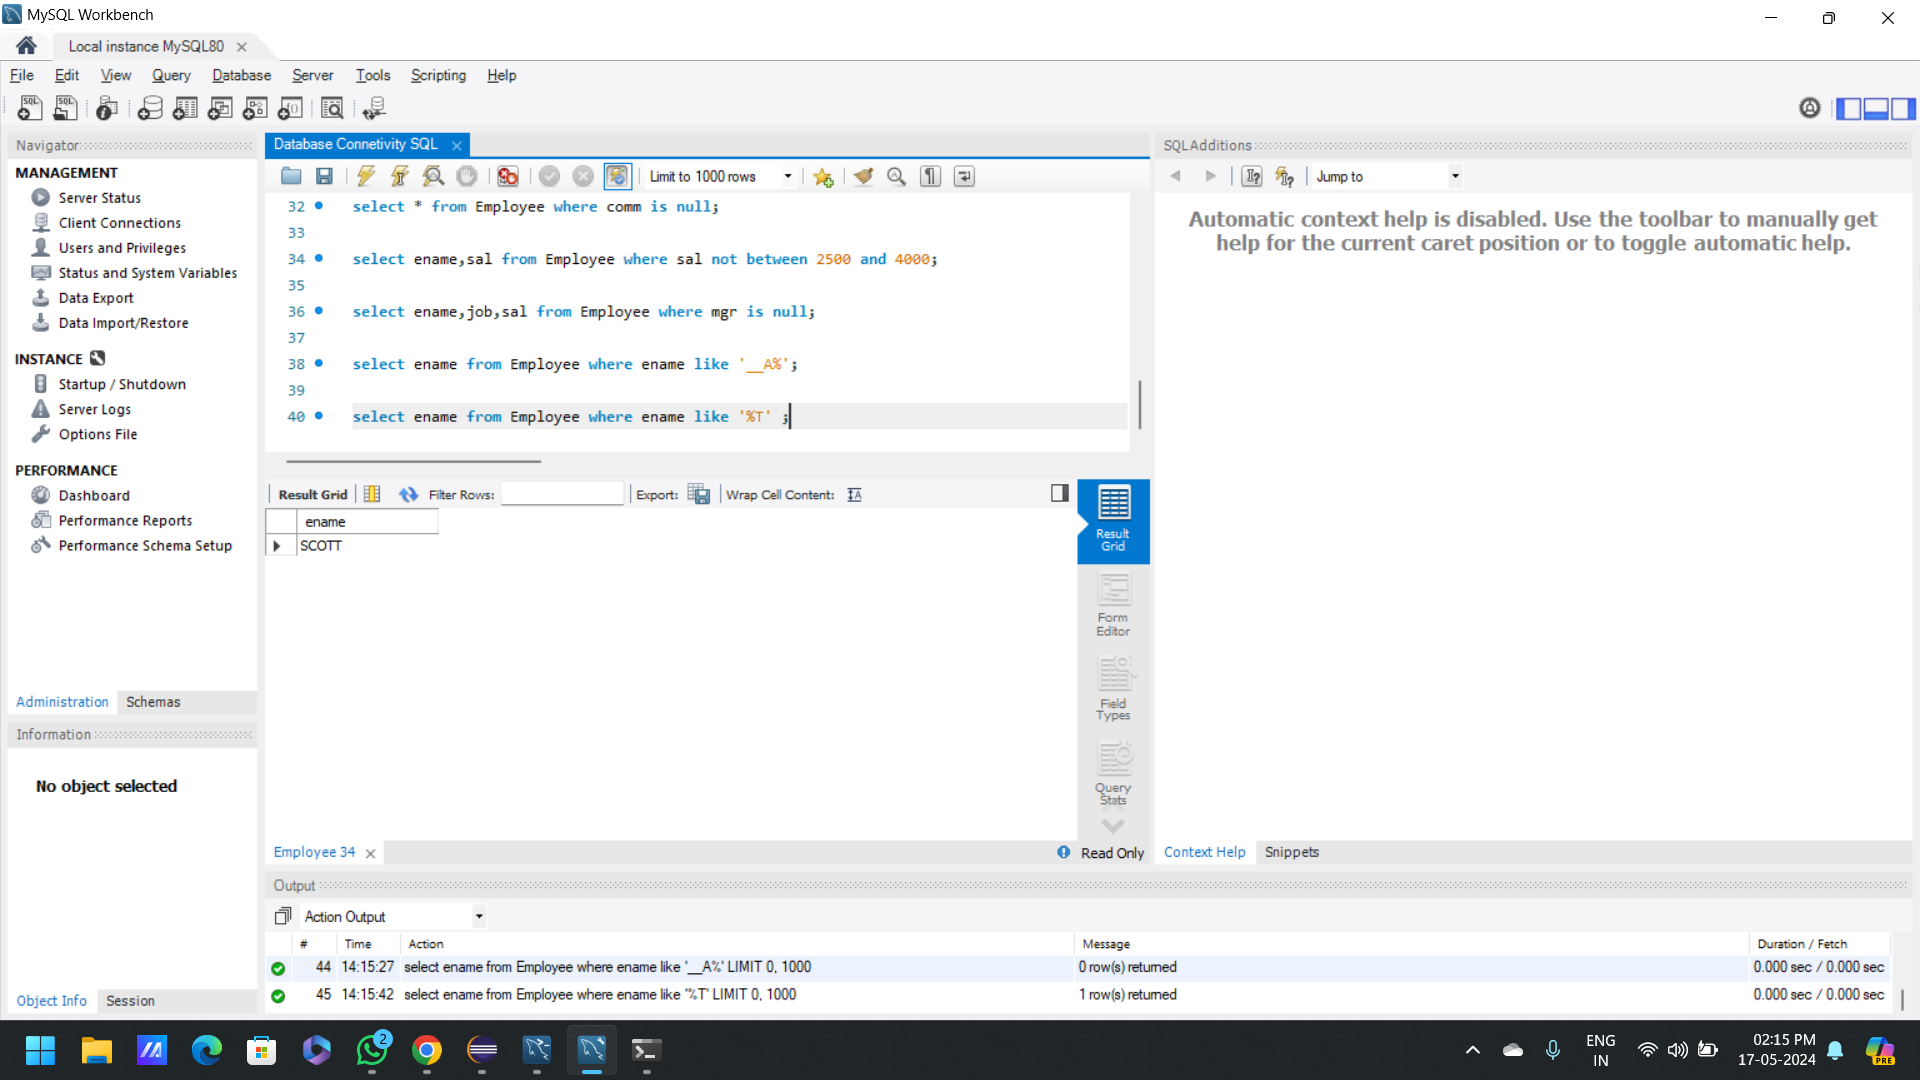 MySQL Workbench
Local instance MySQL80
File Edit View Query Database Server Tools Scripting Help
Navigator
MANAGEMENT
Server Status
Client Connections
Users and Privileges
Status and System Variables
Data Export
Data Import/Restore
INSTANCE
Startup / Shutdown
Server Logs
Options File
PERFORMANCE
Dashboard
Performance Reports
Performance Schema Setup
Administration Schemas
Information
No object selected
Object Info Session
Database Connetivity SQL
Limit to 1000 rows
32 select * from Employee where comm is null;
33
34 select ename,sal from Employee where sal not between 2500 and 4000;
35
36 select ename,job,sal from Employee where mgr is null;
37
38 select ename from Employee where ename like '__A%';
39
40 select ename from Employee where ename like '%T' ;
Result Grid Filter Rows: Export: Wrap Cell Content:
ename
SCOTT
Result
Grid
Form
Editor
Field
Types
Query
Stats
Employee 34
Read Only
SQLAdditions
Jump to
Automatic context help is disabled. Use the toolbar to manually get
help for the current caret position or to toggle automatic help.
Context Help Snippets
Output
Action Output
# Time Action Message Duration / Fetch
44 14:15:27 select ename from Employee where ename like '__A%' LIMIT 0, 1000 0 row(s) returned 0.000 sec / 0.000 sec
45 14:15:42 select ename from Employee where ename like '%T' LIMIT 0, 1000 1 row(s) returned 0.000 sec / 0.000 sec
2
ENG
IN
02:15 PM
17-05-2024
PRE